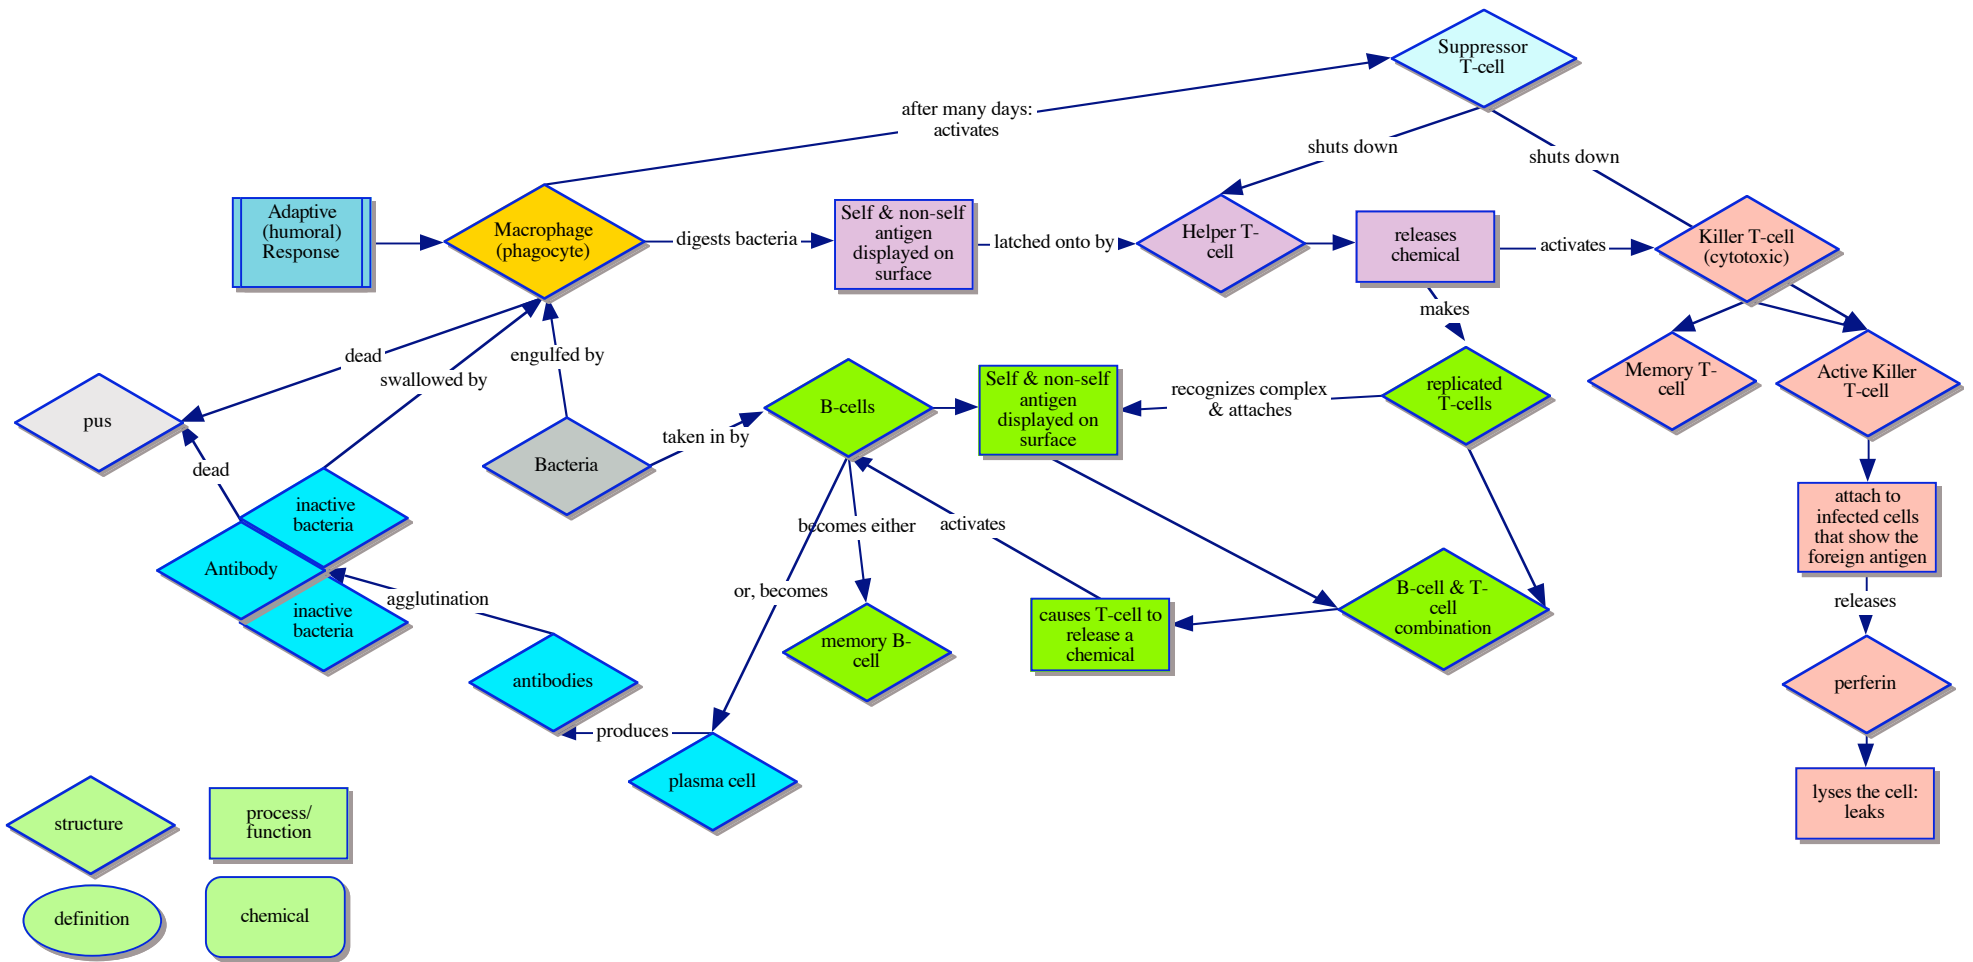 Suppressor
T-cell
after many days:
activates
shuts down
shuts down
Adaptive
(humoral)
Response
Macrophage
(phagocyte)
digests bacteria
Self & non-self
antigen
displayed on
surface
latched onto by
Helper T-
cell
releases
chemical
activates
Killer T-cell
(cytotoxic)
makes
dead
swallowed by
engulfed by
pus
dead
Bacteria
taken in by
B-cells
Self & non-self
antigen
displayed on
surface
recognizes complex
& attaches
replicated
T-cells
Memory T-
cell
Active Killer
T-cell
inactive
bacteria
Antibody
inactive
bacteria
agglutination
becomes either
activates
or, becomes
attach to
infected cells
that show the
foreign antigen
releases
antibodies
produces
memory B-
cell
causes T-cell to
release a
chemical
B-cell & T-
cell
combination
perferin
plasma cell
lyses the cell:
leaks
structure
process/
function
definition
chemical